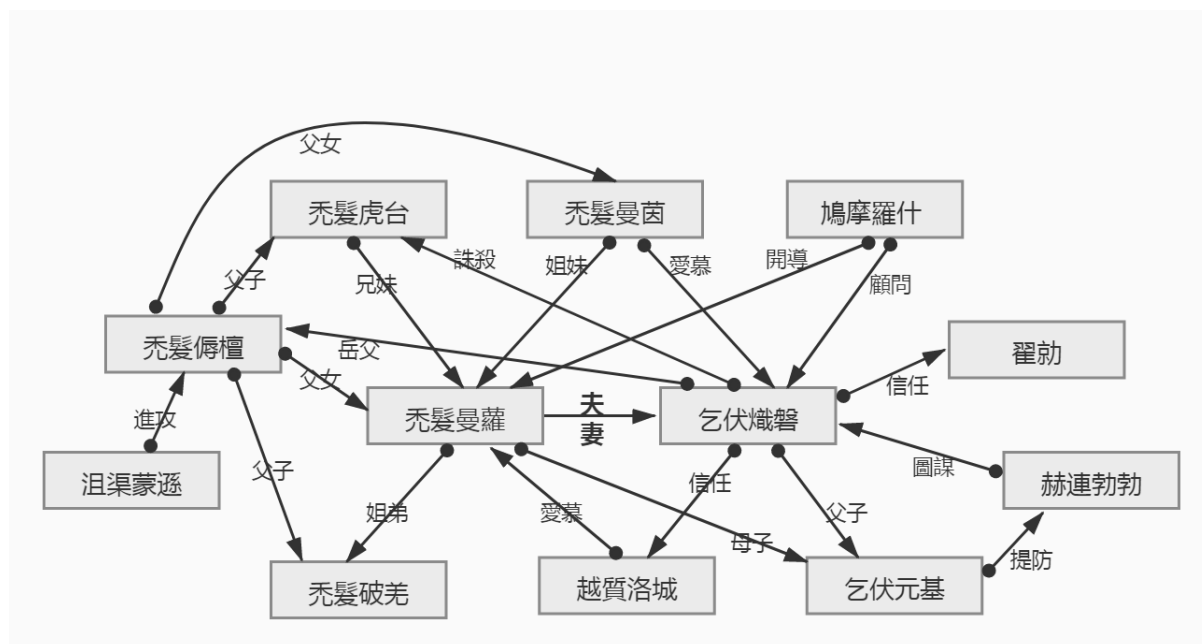 父女
禿髮虎台
禿髮曼茵
鳩摩羅什
誅殺
姐妹
愛慕
開導
父子
兄妹
顧問
禿髮傉檀
岳父
翟勍
父女
信任
進攻
禿髮曼蘿
夫
妻
乞伏熾磐
圖謀
沮渠蒙遜
父子
信任
赫連勃勃
姐弟
愛慕
父子
母子
提防
禿髮破羌
越質洛城
乞伏元基